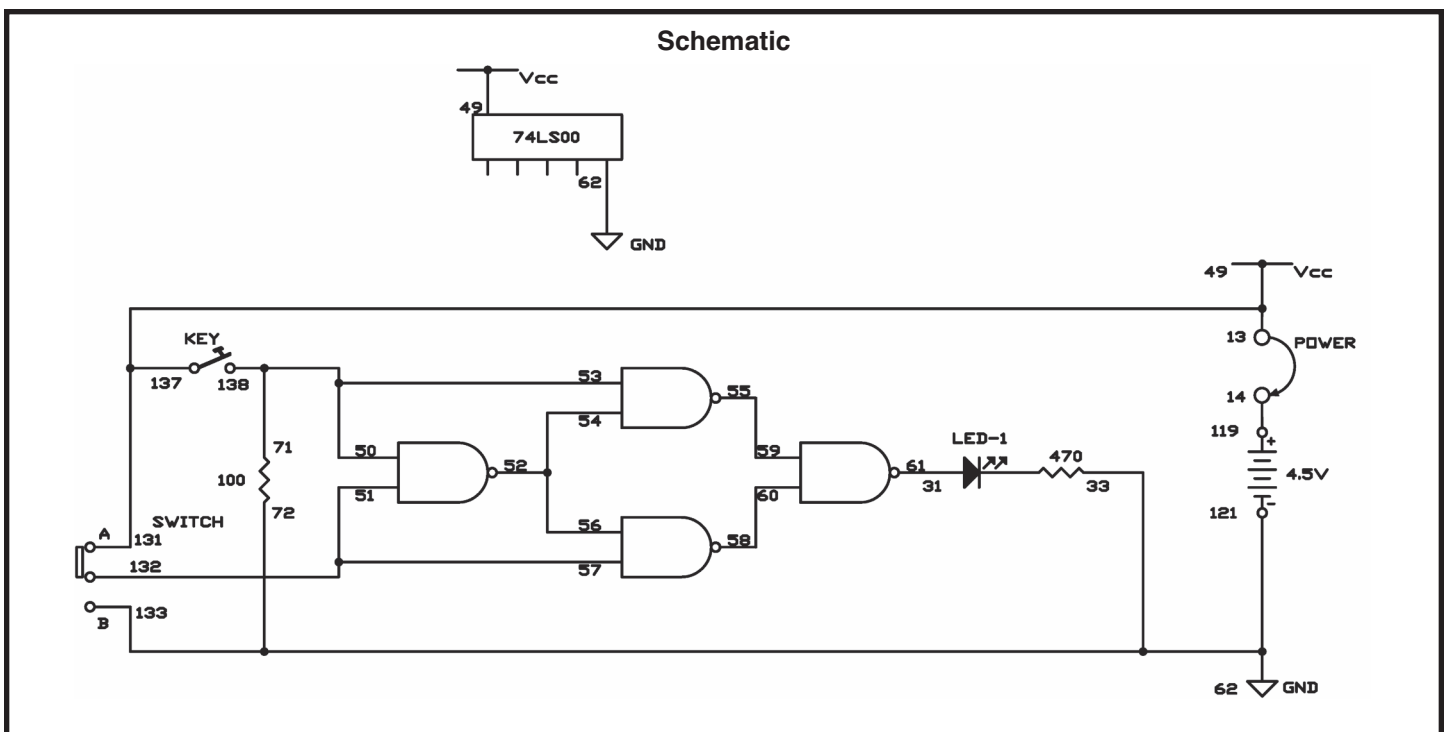 Schematic
Vcc
49
74LS00
62
GND
49 Vcc
KEY
13 POWER
137 138
53
55
14
54
119
LED-1
71
50
52
59
61
470
+
100
51
60
31
33
4.5V
72
SWITCH
56
-
121
A
131
58
132
57
133
B
62 GND